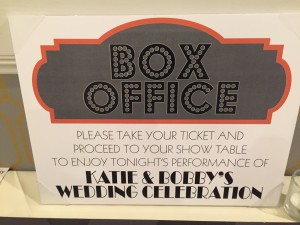 BOX
OFFICE
PLEASE TAKE YOUR TICKET AND
PROCEED TO YOUR SHOW TABLE
TO ENJOY TONIGHT'S PERFORMANCE OF
KATIE & BOBBY'S
WEDDING CELEBRATION